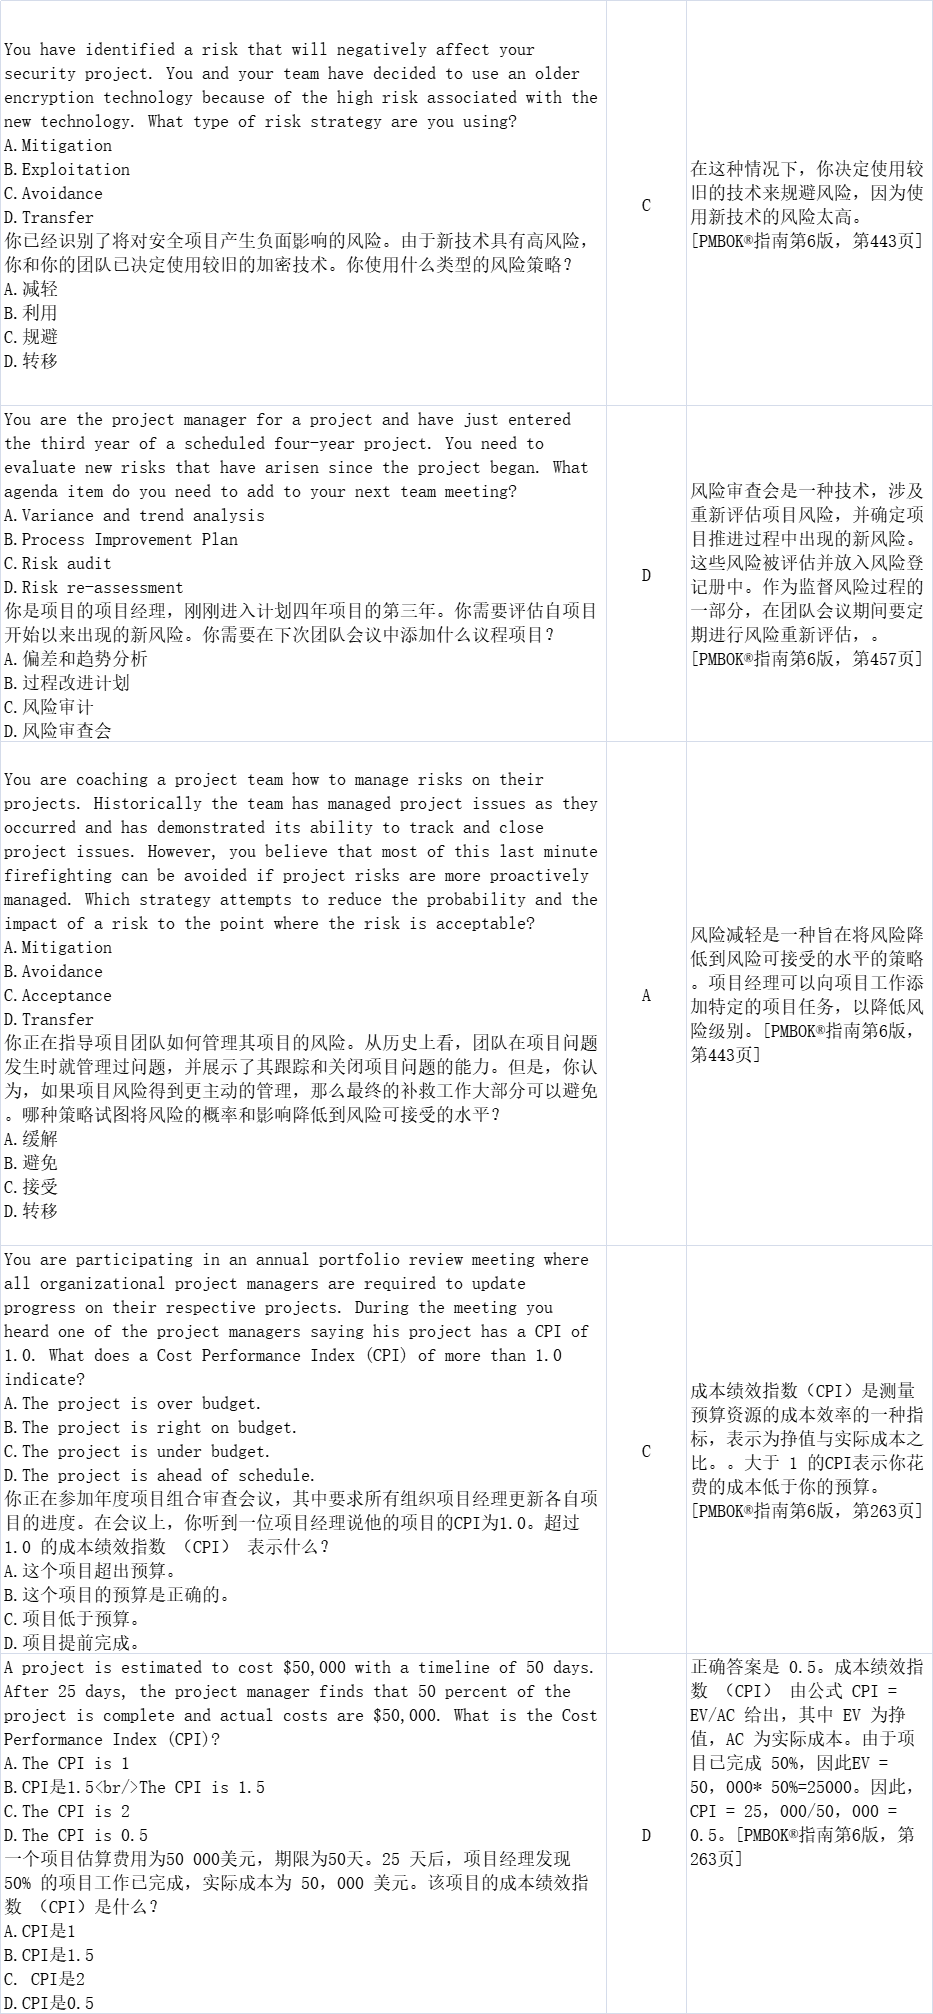 You have identified a risk that will negatively affect your
security project. You and your team have decided to use an older
encryption technology because of the high risk associated with the
new technology. What type of risk strategy are you using?
A.Mitigation
B.Exploitation
C.Avoidance
D.Transfer
你已经识别了将对安全项目产生负面影响的风险。由于新技术具有高风险，
你和你的团队已决定使用较旧的加密技术。你使用什么类型的风险策略？
A.减轻
B.利用
C.规避
D.转移
C
在这种情况下，你决定使用较
旧的技术来规避风险，因为使
用新技术的风险太高。
[PMBOK®指南第6版，第443页]
You are the project manager for a project and have just entered
the third year of a scheduled four-year project. You need to
evaluate new risks that have arisen since the project began. What
agenda item do you need to add to your next team meeting?
A.Variance and trend analysis
B.Process Improvement Plan
C.Risk audit
D.Risk re-assessment
你是项目的项目经理，刚刚进入计划四年项目的第三年。你需要评估自项目
开始以来出现的新风险。你需要在下次团队会议中添加什么议程项目？
A.偏差和趋势分析
B.过程改进计划
C.风险审计
D.风险审查会
D
风险审查会是一种技术，涉及
重新评估项目风险，并确定项
目推进过程中出现的新风险。
这些风险被评估并放入风险登
记册中。作为监督风险过程的
一部分，在团队会议期间要定
期进行风险重新评估，。
[PMBOK®指南第6版，第457页]
You are coaching a project team how to manage risks on their
projects. Historically the team has managed project issues as they
occurred and has demonstrated its ability to track and close
project issues. However, you believe that most of this last minute
firefighting can be avoided if project risks are more proactively
managed. Which strategy attempts to reduce the probability and the
impact of a risk to the point where the risk is acceptable?
A.Mitigation
B.Avoidance
C.Acceptance
D.Transfer
你正在指导项目团队如何管理其项目的风险。从历史上看，团队在项目问题
发生时就管理过问题，并展示了其跟踪和关闭项目问题的能力。但是，你认
为，如果项目风险得到更主动的管理，那么最终的补救工作大部分可以避免
。哪种策略试图将风险的概率和影响降低到风险可接受的水平？
A.缓解
B.避免
C.接受
D.转移
A
风险减轻是一种旨在将风险降
低到风险可接受的水平的策略
。项目经理可以向项目工作添
加特定的项目任务，以降低风
险级别。[PMBOK®指南第6版，
第443页]
You are participating in an annual portfolio review meeting where
all organizational project managers are required to update
progress on their respective projects. During the meeting you
heard one of the project managers saying his project has a CPI of
1.0. What does a Cost Performance Index (CPI) of more than 1.0
indicate?
A.The project is over budget.
B.The project is right on budget.
C.The project is under budget.
D.The project is ahead of schedule.
你正在参加年度项目组合审查会议，其中要求所有组织项目经理更新各自项
目的进度。在会议上，你听到一位项目经理说他的项目的CPI为1.0。超过
1.0 的成本绩效指数 （CPI） 表示什么？
A.这个项目超出预算。
B.这个项目的预算是正确的。
C.项目低于预算。
D.项目提前完成。
C
成本绩效指数（CPI）是测量
预算资源的成本效率的一种指
标，表示为挣值与实际成本之
比。。大于 1 的CPI表示你花
费的成本低于你的预算。
[PMBOK®指南第6版，第263页]
A project is estimated to cost $50,000 with a timeline of 50 days.
After 25 days, the project manager finds that 50 percent of the
project is complete and actual costs are $50,000. What is the Cost
Performance Index (CPI)?
A.The CPI is 1
B.CPI是1.5<br/>The CPI is 1.5
C.The CPI is 2
D.The CPI is 0.5
一个项目估算费用为50 000美元，期限为50天。25 天后，项目经理发现
50% 的项目工作已完成，实际成本为 50，000 美元。该项目的成本绩效指
数 （CPI）是什么？
A.CPI是1
B.CPI是1.5
C. CPI是2
D.CPI是0.5
D
正确答案是 0.5。成本绩效指
数 （CPI） 由公式 CPI =
EV/AC 给出，其中 EV 为挣
值，AC 为实际成本。由于项
目已完成 50%，因此EV =
50，000* 50%=25000。因此，
CPI = 25，000/50，000 =
0.5。[PMBOK®指南第6版，第
263页]